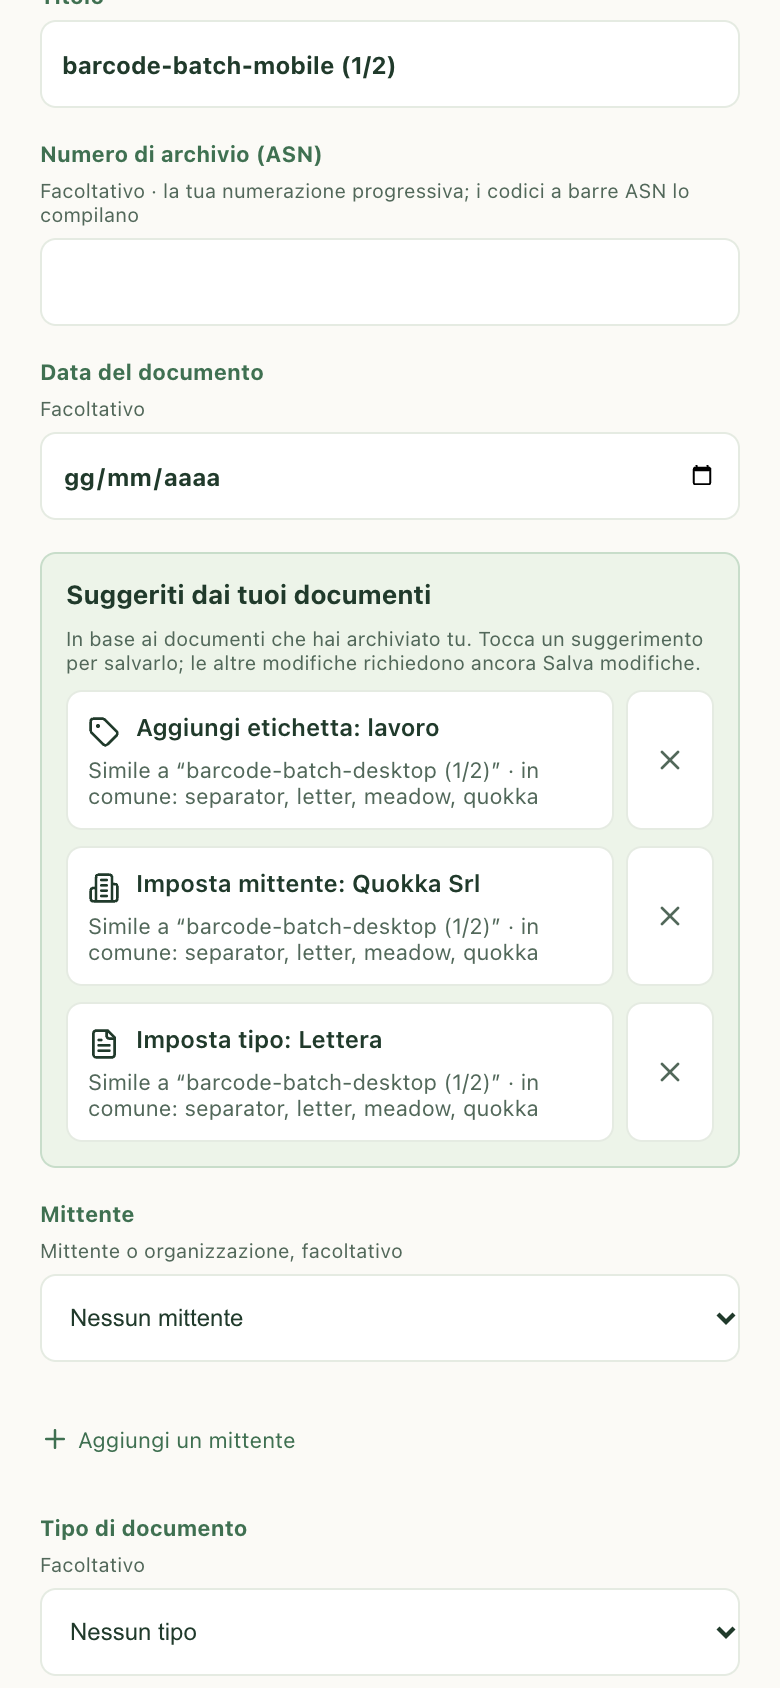 Titolo
barcode-batch-mobile (1/2)
Numero di archivio (ASN)
Facoltativo · la tua numerazione progressiva; i codici a barre ASN lo
compilano
Data del documento
Facoltativo
gg/mm/aaaa
Suggeriti dai tuoi documenti
In base ai documenti che hai archiviato tu. Tocca un suggerimento
per salvarlo; le altre modifiche richiedono ancora Salva modifiche.
Aggiungi etichetta: lavoro
Simile a “barcode-batch-desktop (1/2)” · in
comune: separator, letter, meadow, quokka
Imposta mittente: Quokka Srl
Simile a “barcode-batch-desktop (1/2)” · in
comune: separator, letter, meadow, quokka
Imposta tipo: Lettera
Simile a “barcode-batch-desktop (1/2)” · in
comune: separator, letter, meadow, quokka
Mittente
Mittente o organizzazione, facoltativo
Nessun mittente
Aggiungi un mittente
Tipo di documento
Facoltativo
Nessun tipo